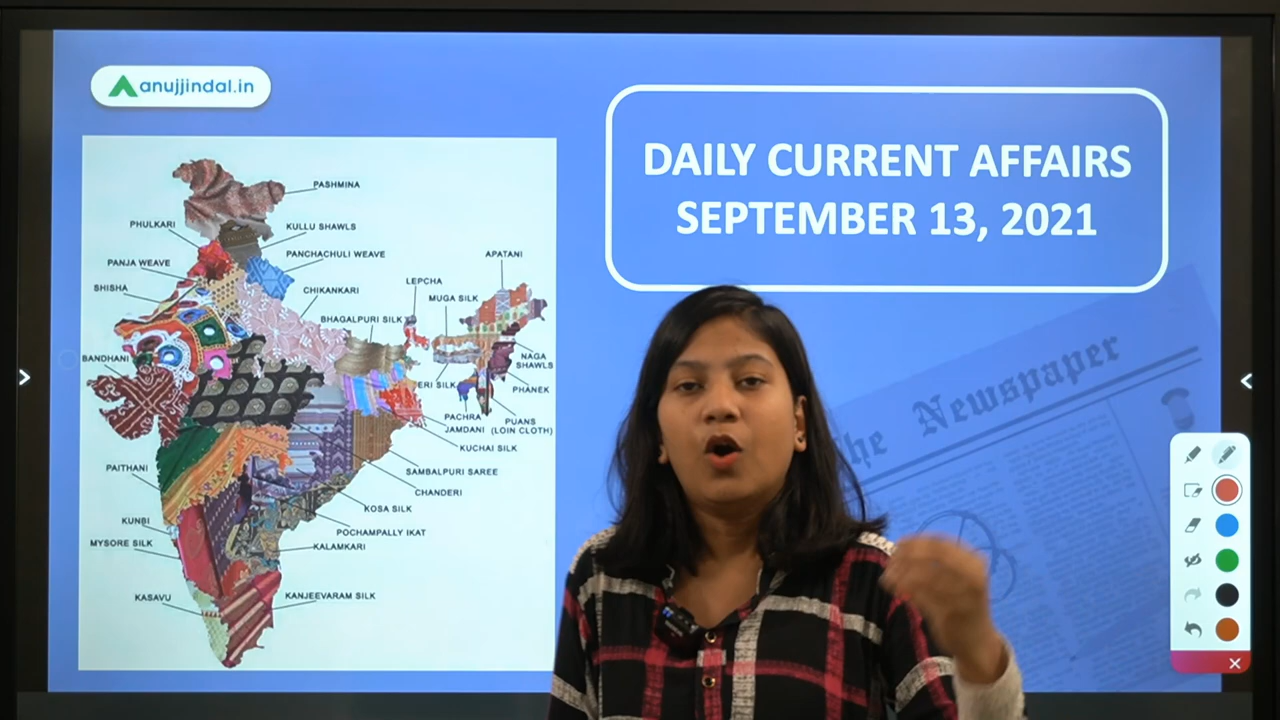 anujjindal.in
DAILY CURRENT AFFAIRS
SEPTEMBER 13, 2021
PASHMINA
PHULKARI
KULLU SHAWLS
PANJA WEAVE
PANCHACHULI WEAVE
APATANI
SHISHA
CHIKANKARI
LEPCHA
MUGA SILK
BHAGALPURI SILK
BANDHANI
NAGA
SHAWLS
ERI SILK
PHANEK
PACHRA
JAMDANI
PUANS
(LOIN CLOTH)
KUCHAI SILK
PAITHANI
SAMBALPURI SAREE
CHANDERI
KOSA SILK
KUNBI
POCHAMPALLY IKAT
MYSORE SILK
KALAMKARI
KASAVU
KANJEEVARAM SILK
he Newspaper